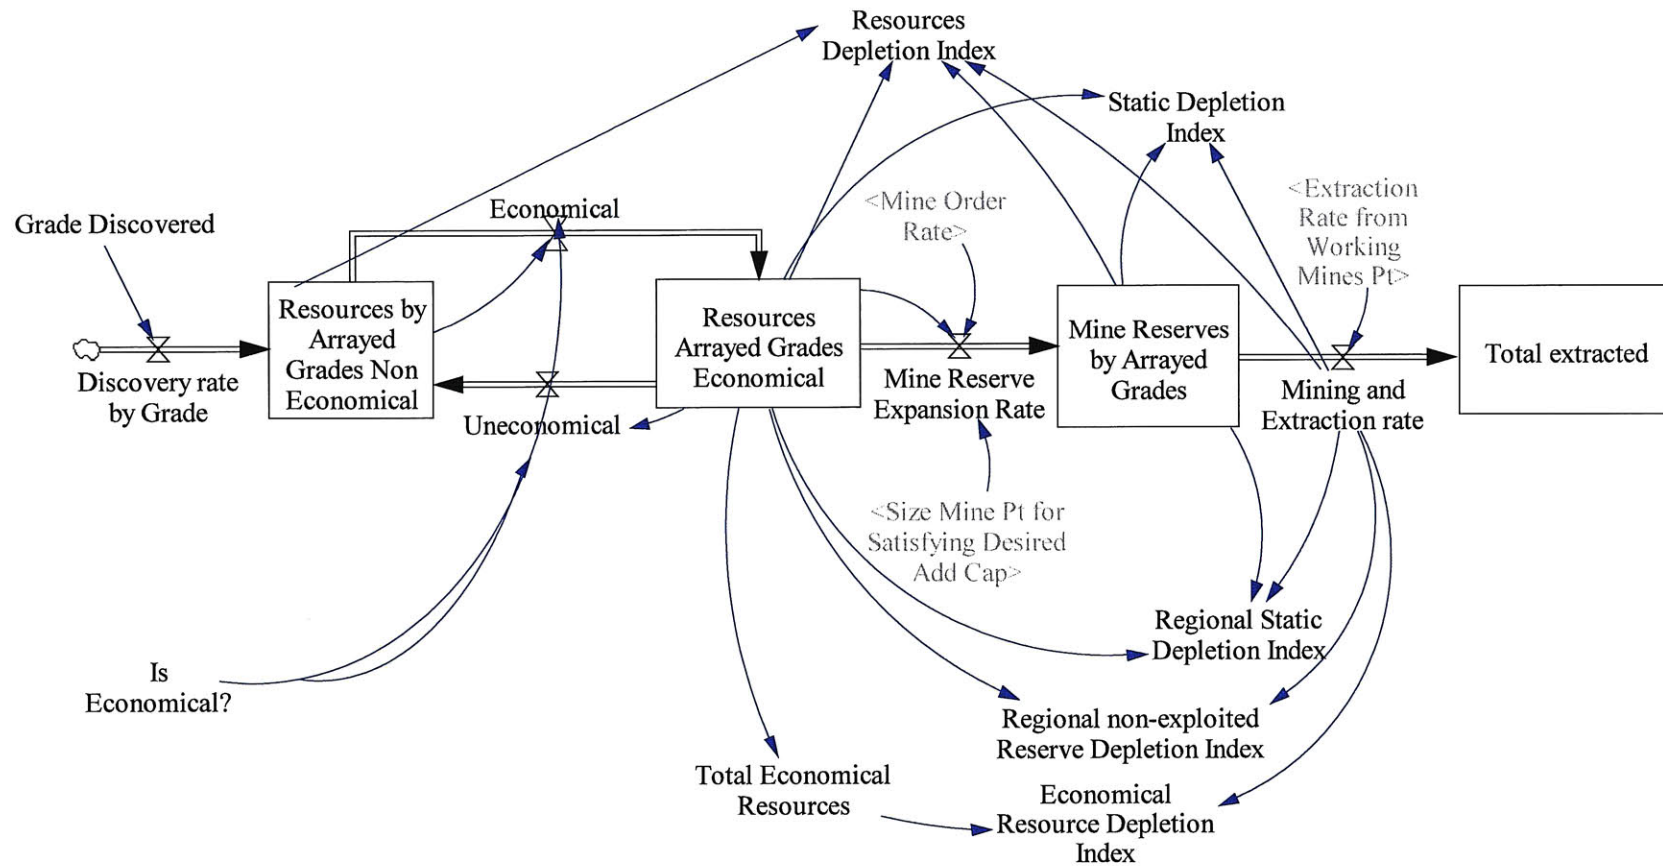 Resources
Depletion Index
Static Depletion
Index
<Extraction
Rate from
Working
Mines Pt>
<Mine Order
Rate>
Economical
Grade Discovered
Resources by
Arrayed
Grades Non
Economical
Resources
Arrayed Grades
Economical
Mine Reserves
by Arrayed
Grades
Total extracted
Discovery rate
by Grade
Mine Reserve
Expansion Rate
Mining and
Extraction rate
Uneconomical
<Size Mine Pt for
Satisfying Desired
Add Cap>
Regional Static
Depletion Index
Is
Economical?
Regional non-exploited
Reserve Depletion Index
Total Economical
Resources
Economical
Resource Depletion
Index